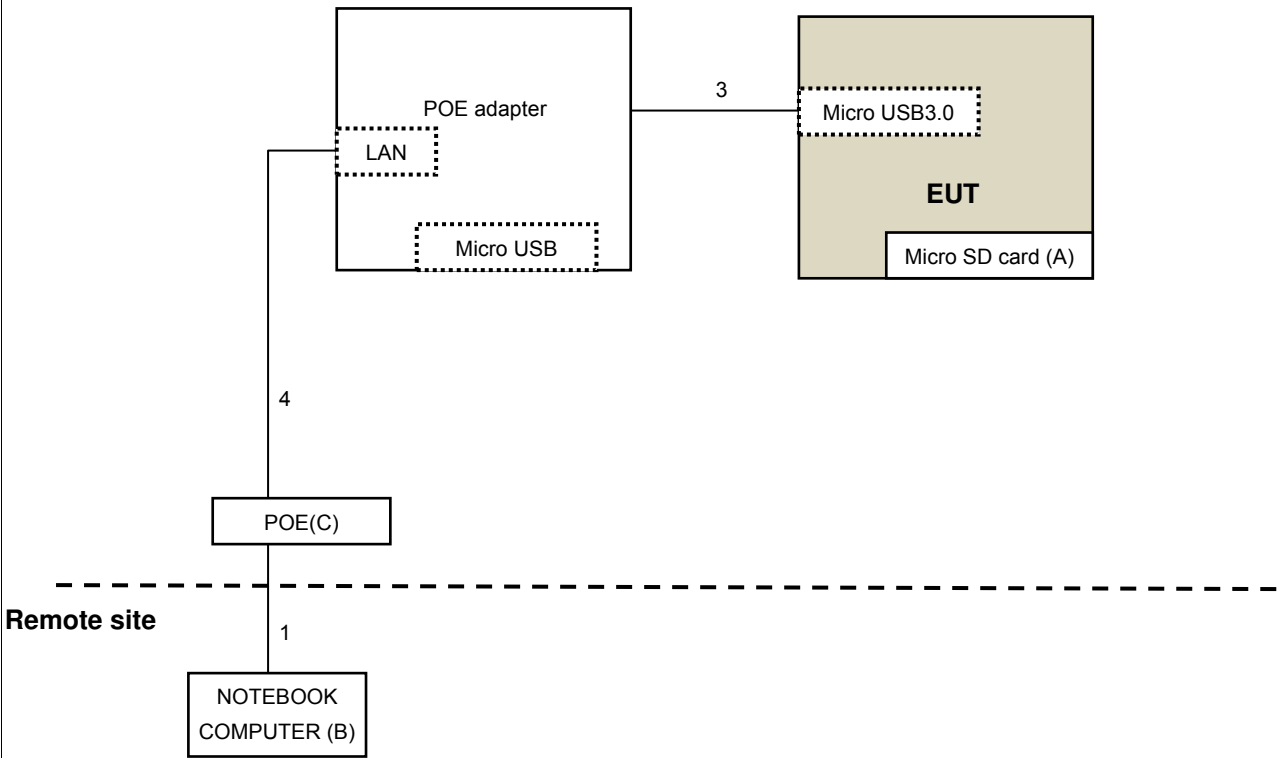 POE adapter
3
Micro USB3.0
LAN
EUT
Micro USB
Micro SD card (A)
4
POE(C)
Remote site
1
NOTEBOOK
COMPUTER (B)